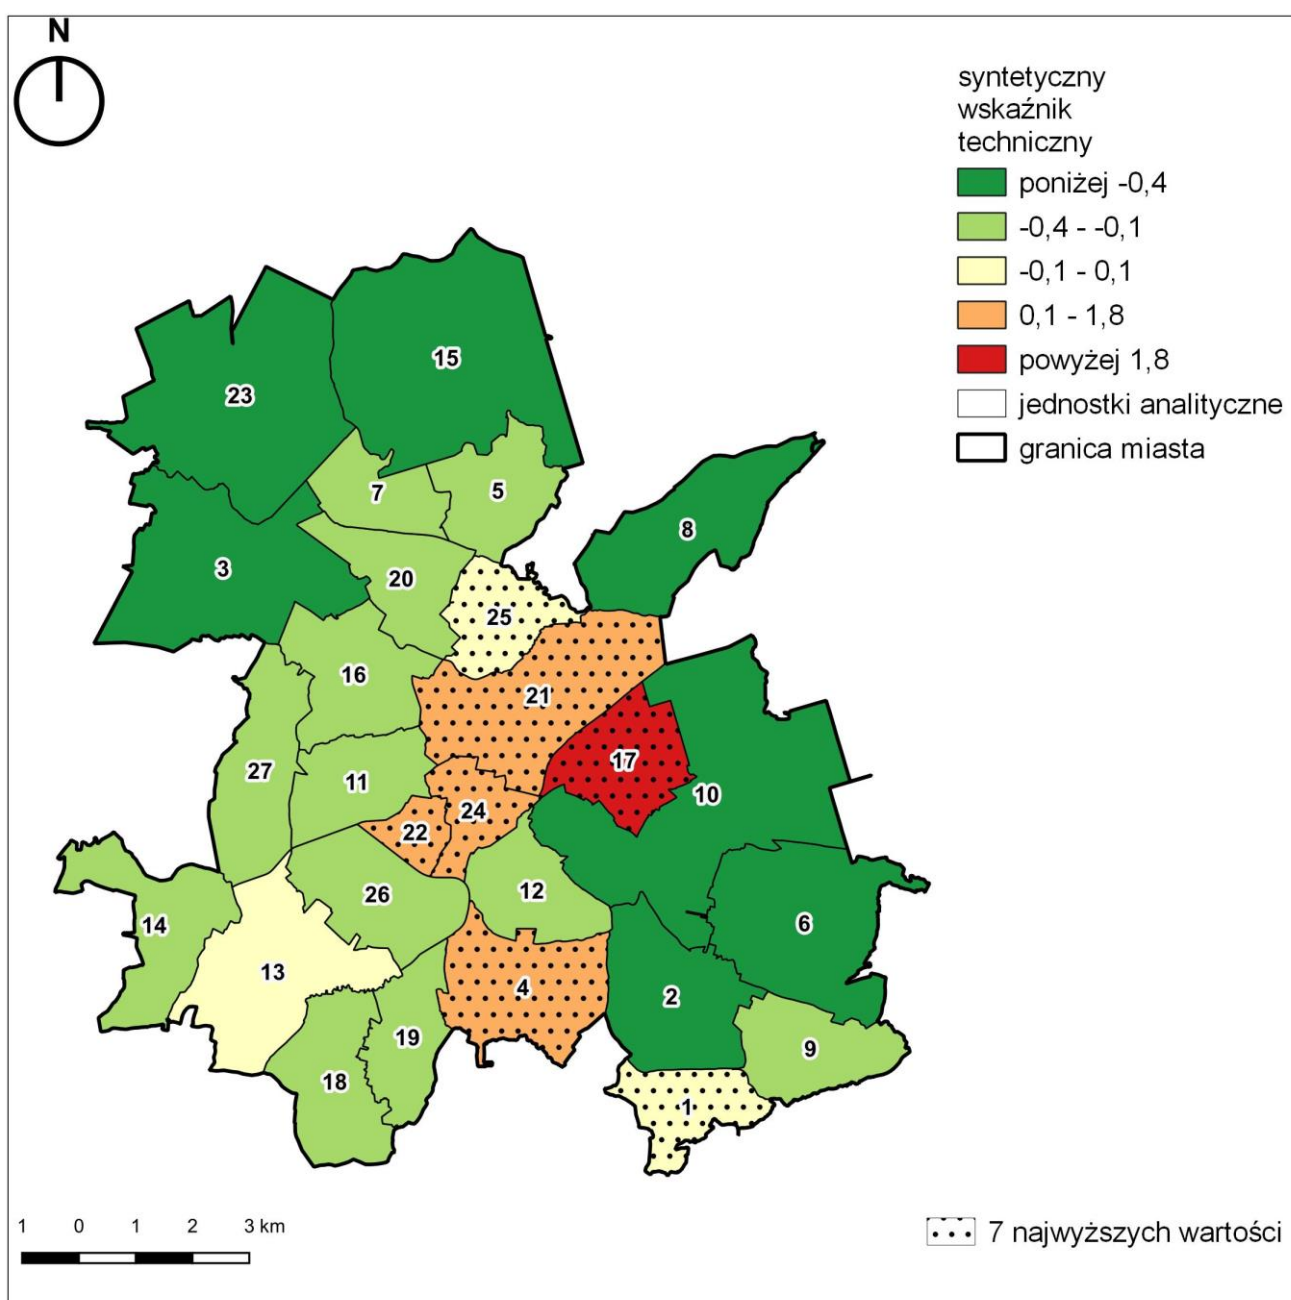 N
syntetyczny
wskaźnik
techniczny
poniżej -0,4
-0,4 - -0,1
-0,1 - 0,1
0,1 - 1,8
powyżej 1,8
jednostki analityczne
granica miasta
15
23
7
5
8
3
20
25
16
21
17
27
11
10
24
22
12
26
14
6
13
4
2
19
9
18
1
1 0 1 2 3 km
7 najwyższych wartości